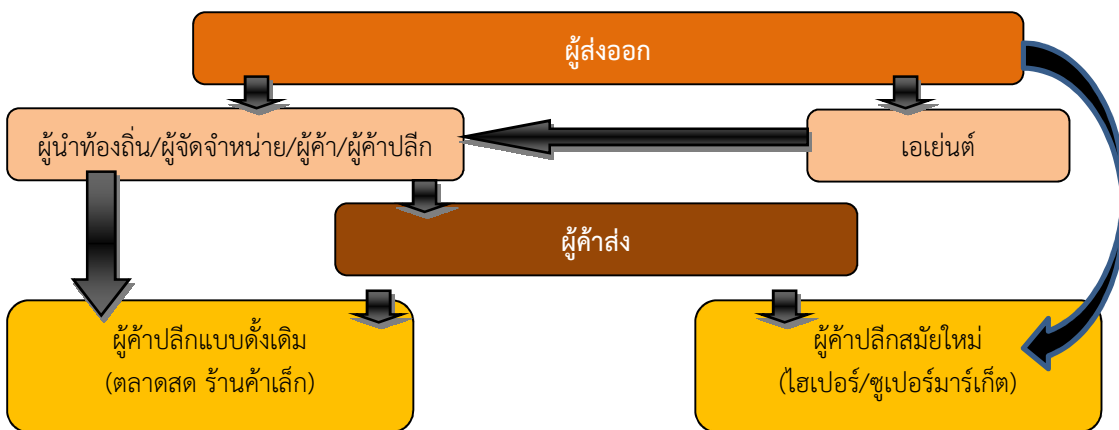 ผู้ส่งออก
ผู้นำท้องถิ่น/ผู้จัดจำหน่าย/ผู้ค้า/ผู้ค้าปลีก
เอเย่นต์
ผู้ค้าส่ง
ผู้ค้าปลีกแบบดั้งเดิม
(ตลาดสด ร้านค้าเล็ก)
ผู้ค้าปลีกสมัยใหม่
(ไฮเปอร์/ซูเปอร์มาร์เก็ต)